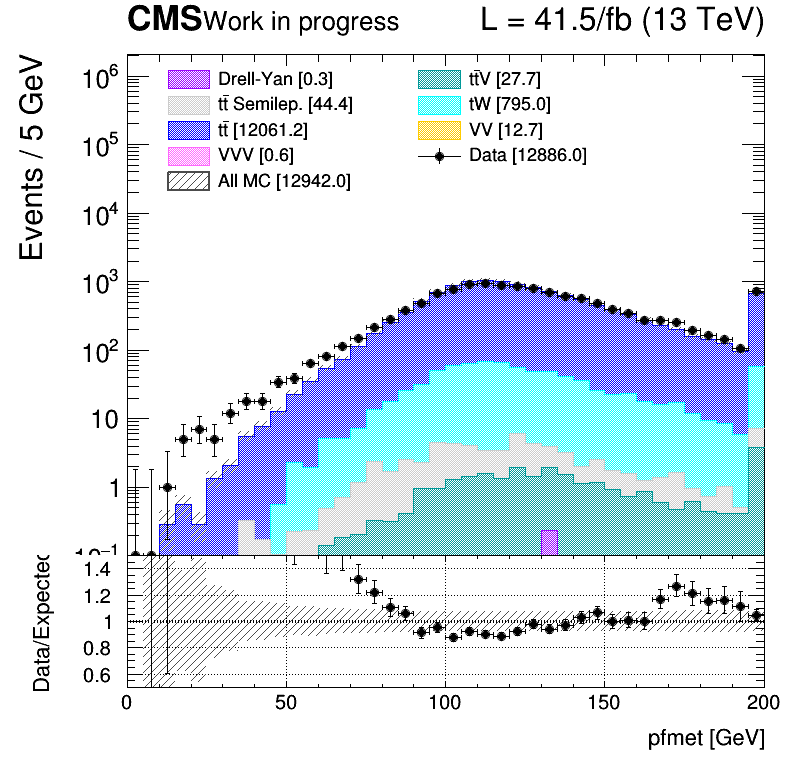 CMS Work in progress L = 41.5/fb (13 TeV)
Events / 5 GeV
Drell-Yan [0.3] tt̄V [27.7]
tt̄ Semilep. [44.4] tW [795.0]
tt̄ [12061.2] VV [12.7]
VVV [0.6] Data [12886.0]
All MC [12942.0]
10⁶
10⁵
10⁴
10³
10²
10
1
10⁻¹
Data/Expected
1.4
1.2
1
0.8
0.6
0 50 100 150 200
pfmet [GeV]